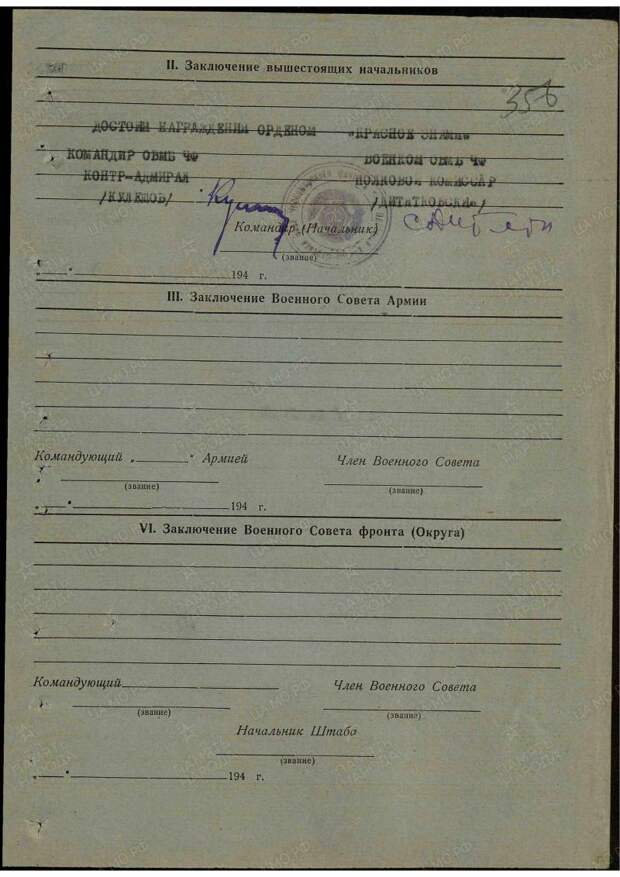 II. Заключение вышестоящих начальников
356
ДОСТОИН НАГРАЖДЕНИЯ ОРДЕНОМ «КРАСНОЕ ЗНАМЯ»
КОМАНДИР ОВМБ ЧФ ВОЕНКОМ ОВМБ ЧФ
КОНТР-АДМИРАЛ ПОЛКОВОЙ КОМИССАР
/КУЛЕШОВ/ /ДИТЯТКОВСКИЙ/
Командир (Начальник)
(звание)
„ " 194 г.
III. Заключение Военного Совета Армии
Командующий „ " Армией Член Военного Совета
(звание) (звание)
„ " 194 г.
VI. Заключение Военного Совета фронта (Округа)
Командующий Член Военного Совета
(звание) (звание)
Начальник Штаба
(звание)
„ " 194 г.